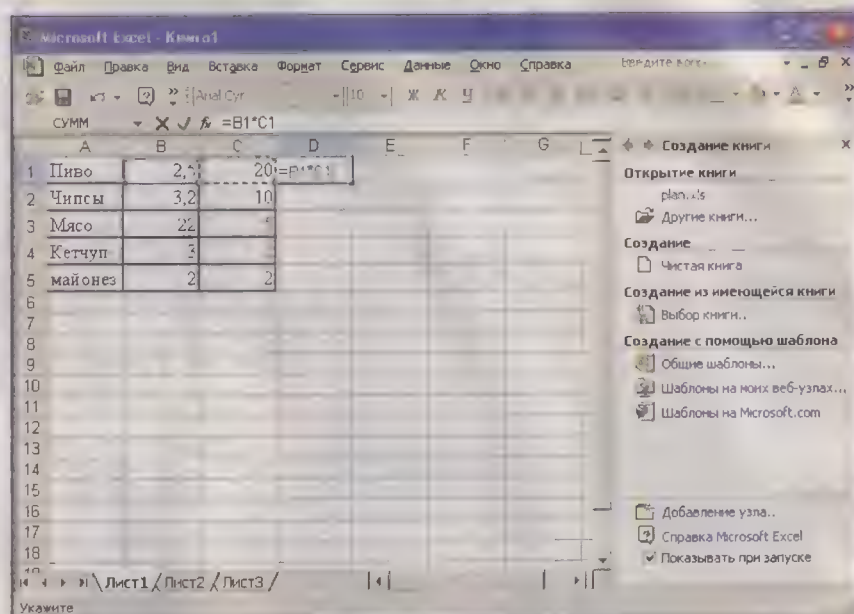 Microsoft Excel - Книга1
Файл Правка Вид Вставка Формат Сервис Данные Окно Справка
Arial Cyr 10 Ж К Ч
СУММ =B1*C1
A B C D E F G
1 Пиво 20
2 Чипсы 3,2 10
3 Мясо 22
4 Кетчуп 3
5 майонез 2 2
6
7
8
9
10
11
12
13
14
15
16
17
18
Лист1 Лист2 Лист3
Укажите
Создание книги
Открытие книги
Другие книги...
Создание
Чистая книга
Создание из имеющейся книги
Выбор книги..
Создание с помощью шаблона
Общие шаблоны...
Шаблоны на моих веб-узлах...
Шаблоны на Microsoft.com
Добавление узла..
Справка Microsoft Excel
Показывать при запуске